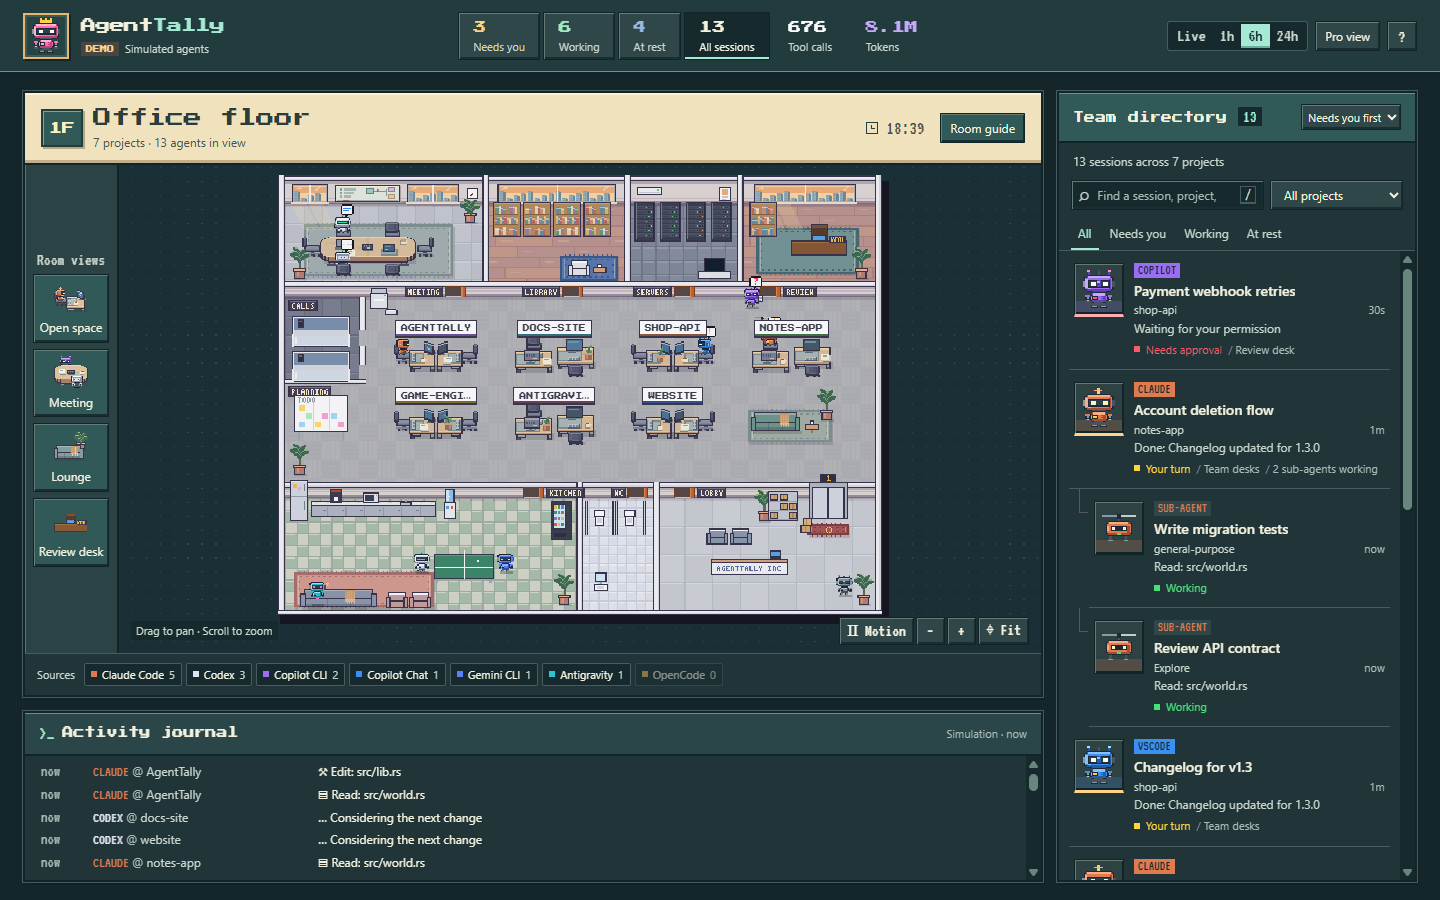 AgentTally
DEMO Simulated agents
3 Needs you
6 Working
4 At rest
13 All sessions
676 Tool calls
8.1M Tokens
Live 1h 6h 24h
Pro view
?
1F
Office floor
7 projects · 13 agents in view
18:39
Room guide
Room views
Open space
Meeting
Lounge
Review desk
MEETING
LIBRARY
SERVERS
REVIEW
CALLS
AGENTTALLY
DOCS-SITE
SHOP-API
NOTES-APP
PLANNING
TODO
GAME-ENGI…
ANTIGRAVI…
WEBSITE
1
KITCHEN
WC
LOBBY
AGENTTALLY INC
Drag to pan · Scroll to zoom
Motion
-
+
Fit
Sources
Claude Code 5
Codex 3
Copilot CLI 2
Copilot Chat 1
Gemini CLI 1
Antigravity 1
OpenCode 0
Activity journal
Simulation · now
now CLAUDE @ AgentTally Edit: src/lib.rs
now CLAUDE @ AgentTally Read: src/world.rs
now CODEX @ docs-site ... Considering the next change
now CODEX @ website ... Considering the next change
now CLAUDE @ notes-app Read: src/world.rs
Team directory 13
Needs you first
13 sessions across 7 projects
Find a session, project, /
All projects
All Needs you Working At rest
COPILOT
Payment webhook retries
shop-api 30s
Waiting for your permission
Needs approval / Review desk
CLAUDE
Account deletion flow
notes-app 1m
Done: Changelog updated for 1.3.0
Your turn / Team desks / 2 sub-agents working
SUB-AGENT
Write migration tests
general-purpose now
Read: src/world.rs
Working
SUB-AGENT
Review API contract
Explore now
Read: src/world.rs
Working
VSCODE
Changelog for v1.3
shop-api 1m
Done: Changelog updated for 1.3.0
Your turn / Team desks
CLAUDE